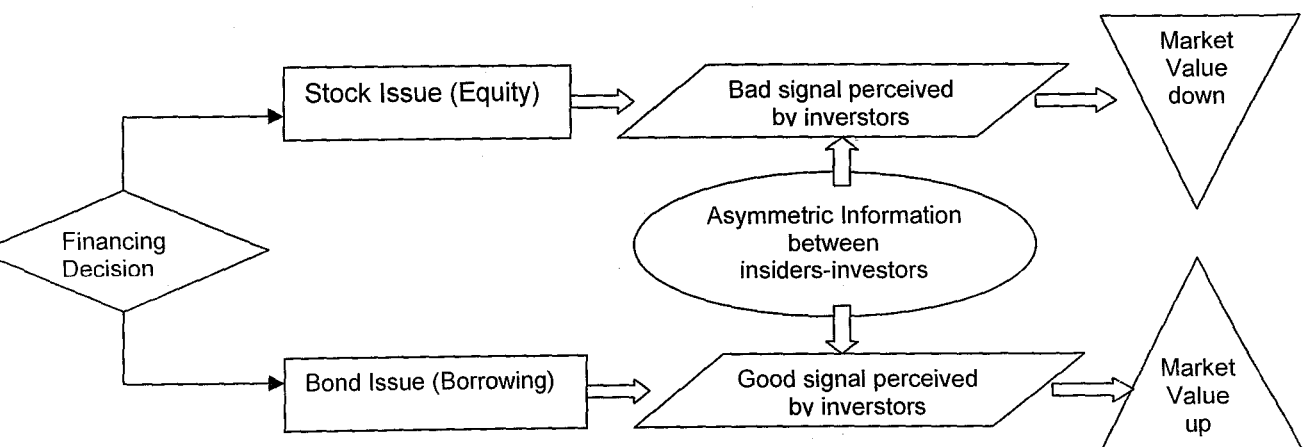 Market
Value
down
Stock Issue (Equity)
Bad signal perceived
by inverstors
Asymmetric Information
between
insiders-investors
Financing
Decision
Bond Issue (Borrowing)
Good signal perceived
by inverstors
Market
Value
up